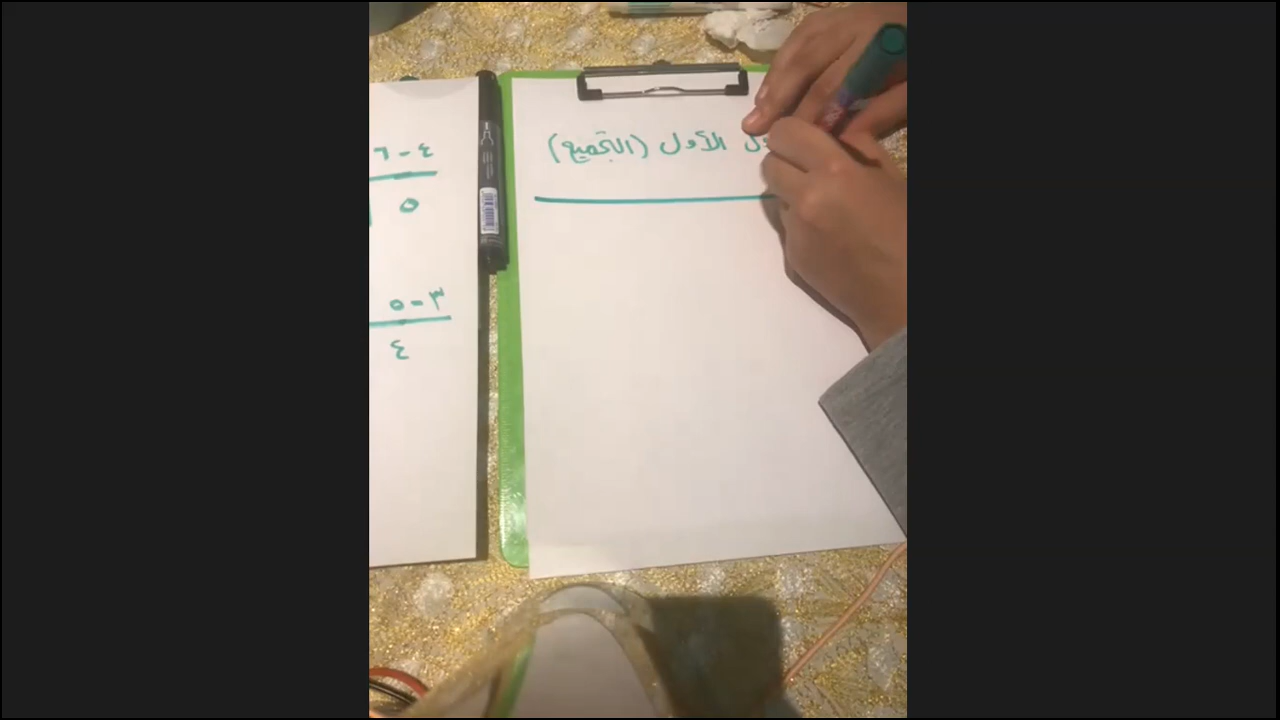 الأول (التجميع)
٤ - ٦
٥
٣ - ٥
٤